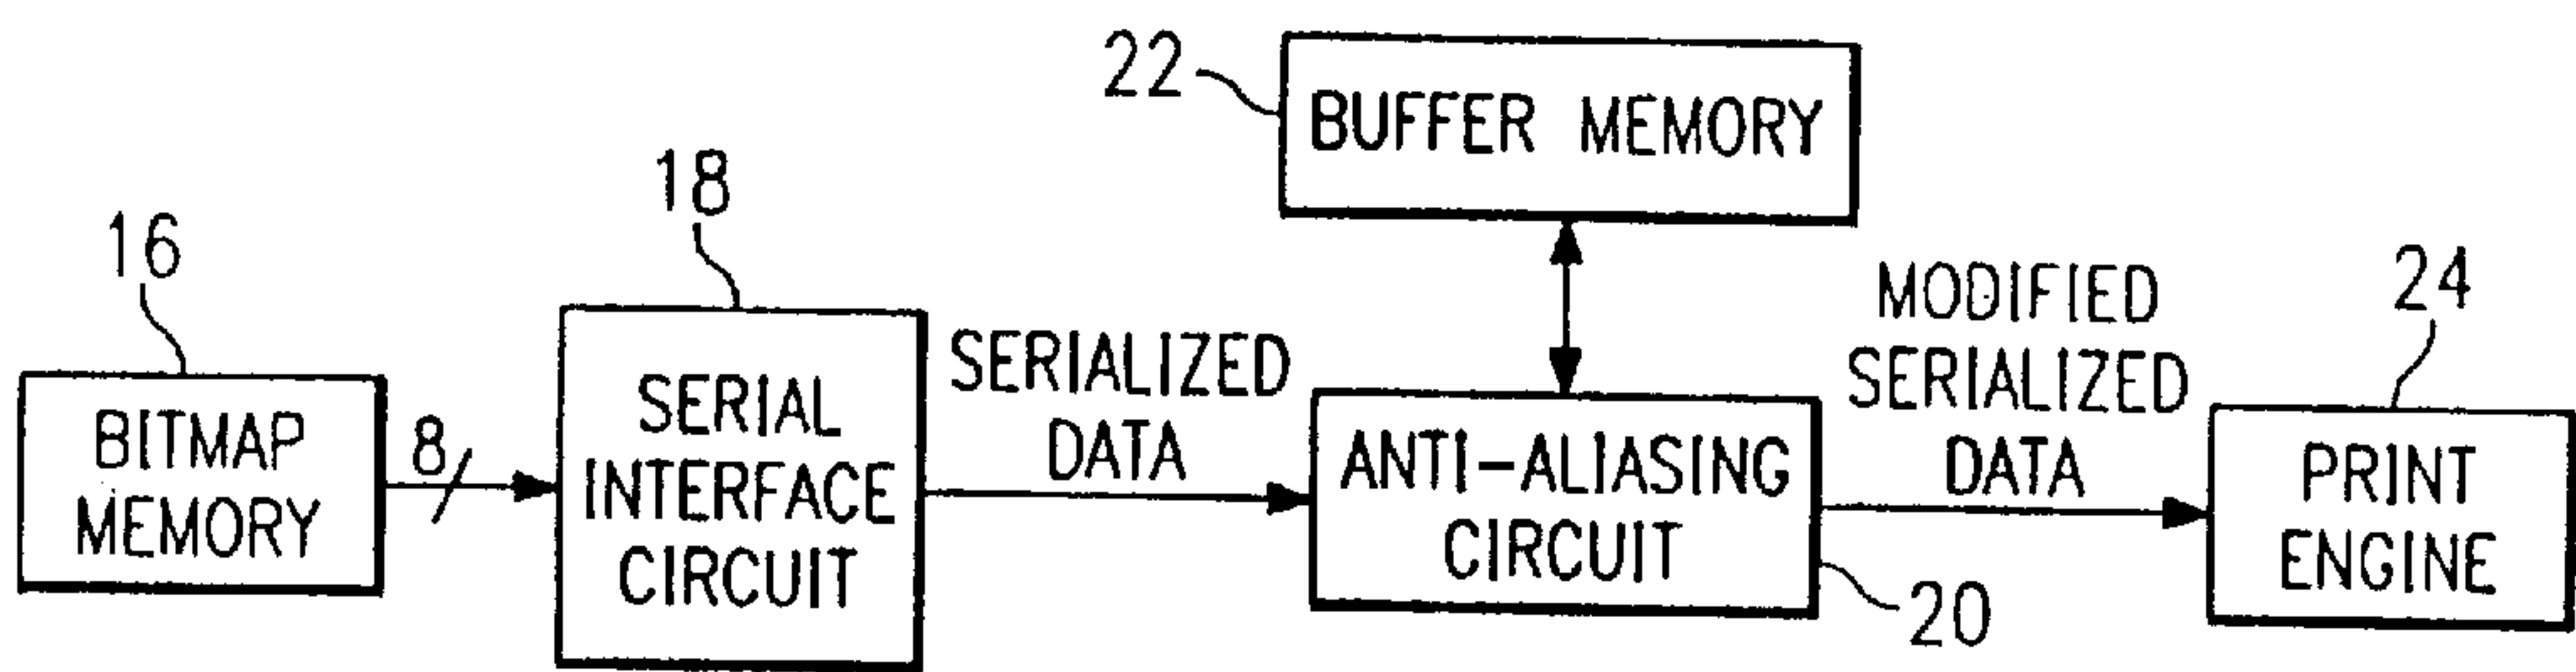 22
BUFFER MEMORY
18
16
MODIFIED
SERIALIZED
DATA
24
SERIALIZED
DATA
BITMAP
MEMORY
8
SERIAL
INTERFACE
CIRCUIT
ANTI-ALIASING
CIRCUIT
20
PRINT
ENGINE